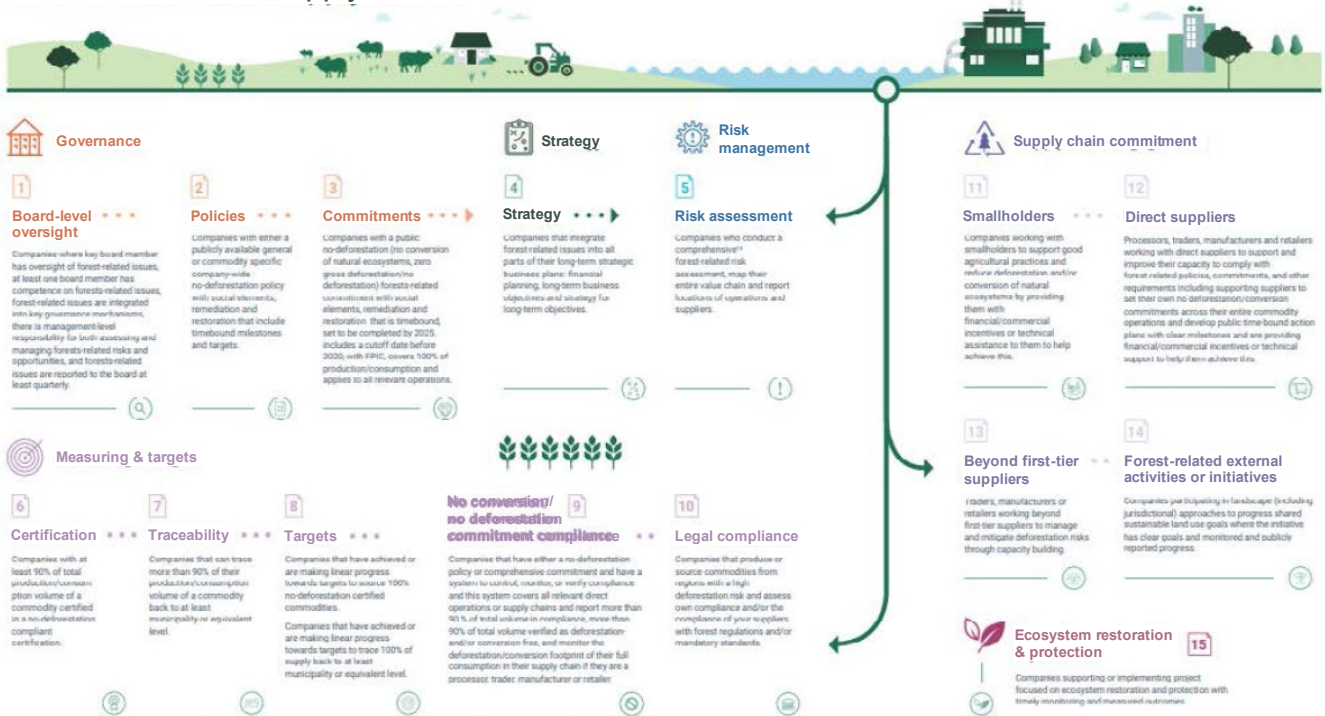 Governance
1
Board-level
oversight
Companies where key board member
has oversight of forest-related issues,
at least one board member has
competence on forests-related issues,
forest-related issues are integrated
into key governance mechanisms,
there is management-level
responsibility for both assessing and
managing forests-related risks and
opportunities, and forests-related
issues are reported to the board at
least quarterly.
2
Policies
Companies with either a
publicly available general
or commodity specific
company-wide
no-deforestation policy
with social elements,
remediation and
restoration that include
timebound milestones
and targets.
3
Commitments
Companies with a public
no-deforestation (no conversion
of natural ecosystems, zero
gross deforestation/no
deforestation) forests-related
commitment with social
elements, remediation and
restoration that is timebound,
set to be completed by 2025,
includes a cutoff date before
2020, with FPIC, covers 100% of
production/consumption and
applies to all relevant operations.
Strategy
4
Strategy
Companies that integrate
forest-related issues into all
parts of their long-term strategic
business plans: financial
planning, long-term business
objectives and strategy for
long-term objectives.
Risk
management
5
Risk assessment
Companies who conduct a
comprehensive
forest-related risk
assessment, map their
entire value chain and report
locations of operations and
suppliers.
Supply chain commitment
11
Smallholders
Companies working with
smallholders to support good
agricultural practices and
reduce deforestation and/or
conversion of natural
ecosystems by providing
them with
financial/commercial
incentives or technical
assistance to them to help
achieve this.
12
Direct suppliers
Processors, traders, manufacturers and retailers
working with direct suppliers to support and
improve their capacity to comply with
forest related policies, commitments, and other
requirements including supporting suppliers to
set their own no deforestation/conversion
commitments across their entire commodity
operations and develop public time-bound action
plans with clear milestones and are providing
financial/commercial incentives or technical
support to help them achieve this.
13
Beyond first-tier
suppliers
Traders, manufacturers or
retailers working beyond
first-tier suppliers to manage
and mitigate deforestation risks
through capacity building.
14
Forest-related external
activities or initiatives
Companies participating in landscape (including
jurisdictional) approaches to progress shared
sustainable land use goals where the initiative
has clear goals and monitored and publicly
reported progress.
Measuring & targets
6
Certification
Companies with at
least 90% of total
production/consum
ption volume of a
commodity certified
in a no-deforestation
compliant
certification.
7
Traceability
Companies that can trace
more than 90% of their
production/consumption
volume of a commodity
back to at least
municipality or equivalent
level.
8
Targets
Companies that have achieved or
are making linear progress
towards targets to source 100%
no-deforestation certified
commodities.
Companies that have achieved or
are making linear progress
towards targets to trace 100% of
supply back to at least
municipality or equivalent level.
No conversion/
no deforestation
commitment compliance
9
Companies that have either a no-deforestation
policy or comprehensive commitment and have a
system to control, monitor, or verify compliance
and this system covers all relevant direct
operations or supply chains and report more than
90 % of total volume in compliance, more than
90% of total volume verified as deforestation-
and/or conversion free, and monitor the
deforestation/conversion footprint of their full
consumption in their supply chain if they are a
processor, trader, manufacturer or retailer.
10
Legal compliance
Companies that produce or
source commodities from
regions with a high
deforestation risk and assess
own compliance and/or the
compliance of your suppliers
with forest regulations and/or
mandatory standards.
Ecosystem restoration
& protection
15
Companies supporting or implementing project
focused on ecosystem restoration and protection with
timely monitoring and measured outcomes.